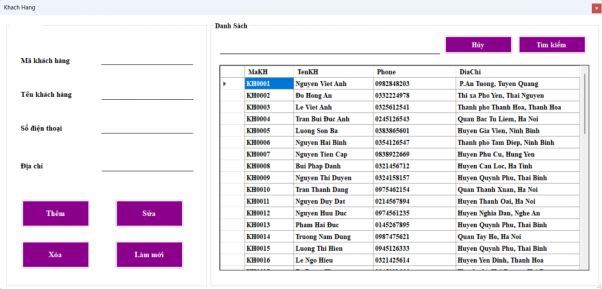 Khach Hang
Danh Sách
Hủy
Tìm kiếm
Mã khách hàng
Tên khách hàng
Số điện thoại
Địa chỉ
Thêm
Sửa
Xóa
Làm mới
MaKH TenKH Phone DiaChi
KH0001 Nguyen Viet Anh 0982848203 P.An Tuong, Tuyen Quang
KH0002 Đo Hong An 0332224978 Thi xa Pho Yen, Thai Nguyen
KH0003 Le Viet Anh 0325612541 Thanh pho Thanh Hoa, Thanh Hoa
KH0004 Tran Bui Đuc Anh 0245126543 Quan Bac Tu Liem, Ha Noi
KH0005 Luong Son Ba 0383865601 Huyen Gia Vien, Ninh Binh
KH0006 Nguyen Hai Binh 0354126547 Thanh pho Tam Điep, Ninh Binh
KH0007 Nguyen Tien Cap 0838922669 Huyen Phu Cu, Hung Yen
KH0008 Bui Phap Danh 0321456712 Huyen Can Loc, Ha Tinh
KH0009 Nguyen Thi Duyen 0324158157 Huyen Quynh Phu, Thai Binh
KH0010 Tran Thanh Dang 0975462154 Quan Thanh Xuan, Ha Noi
KH0011 Nguyen Duy Dat 0214567894 Huyen Thanh Oai, Ha Noi
KH0012 Nguyen Huu Duc 0974561235 Huyen Nghia Dan, Nghe An
KH0013 Pham Hai Đuc 0145267895 Huyen Quynh Phu, Thai Binh
KH0014 Truong Nam Dung 0987475621 Quan Tay Ho, Ha Noi
KH0015 Luong Thi Hieu 0945126333 Huyen Quynh Phu, Thai Binh
KH0016 Le Ngo Hieu 0321425614 Huyen Yen Dinh, Thanh Hoa